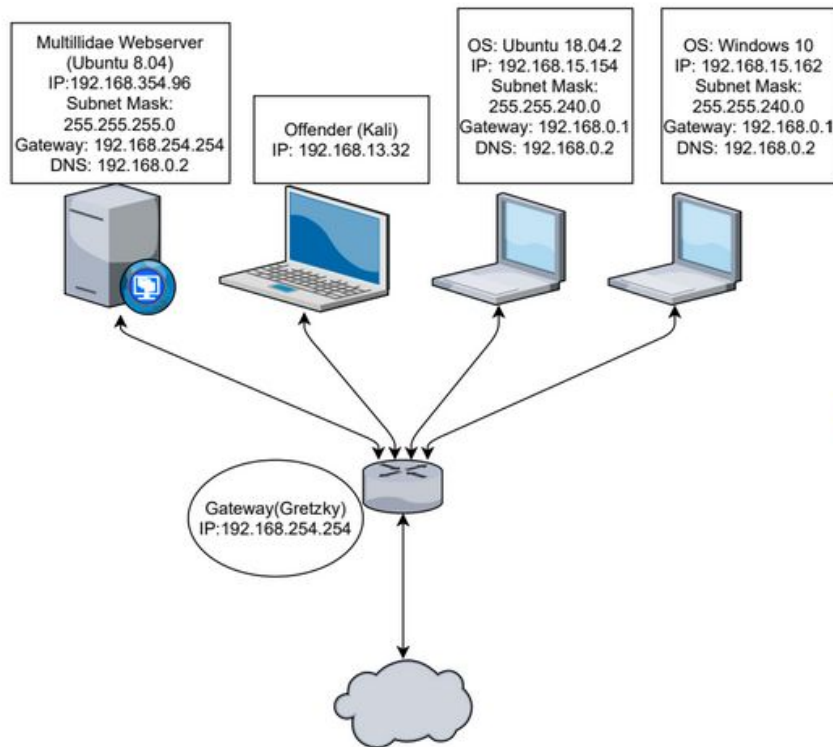 Multillidae Webserver
(Ubuntu 8.04)
IP:192.168.354.96
Subnet Mask:
255.255.255.0
Gateway: 192.168.254.254
DNS: 192.168.0.2
Offender (Kali)
IP: 192.168.13.32
OS: Ubuntu 18.04.2
IP: 192.168.15.154
Subnet Mask:
255.255.240.0
Gateway: 192.168.0.1
DNS: 192.168.0.2
OS: Windows 10
IP: 192.168.15.162
Subnet Mask:
255.255.240.0
Gateway: 192.168.0.1
DNS: 192.168.0.2
Gateway(Gretzky)
IP:192.168.254.254